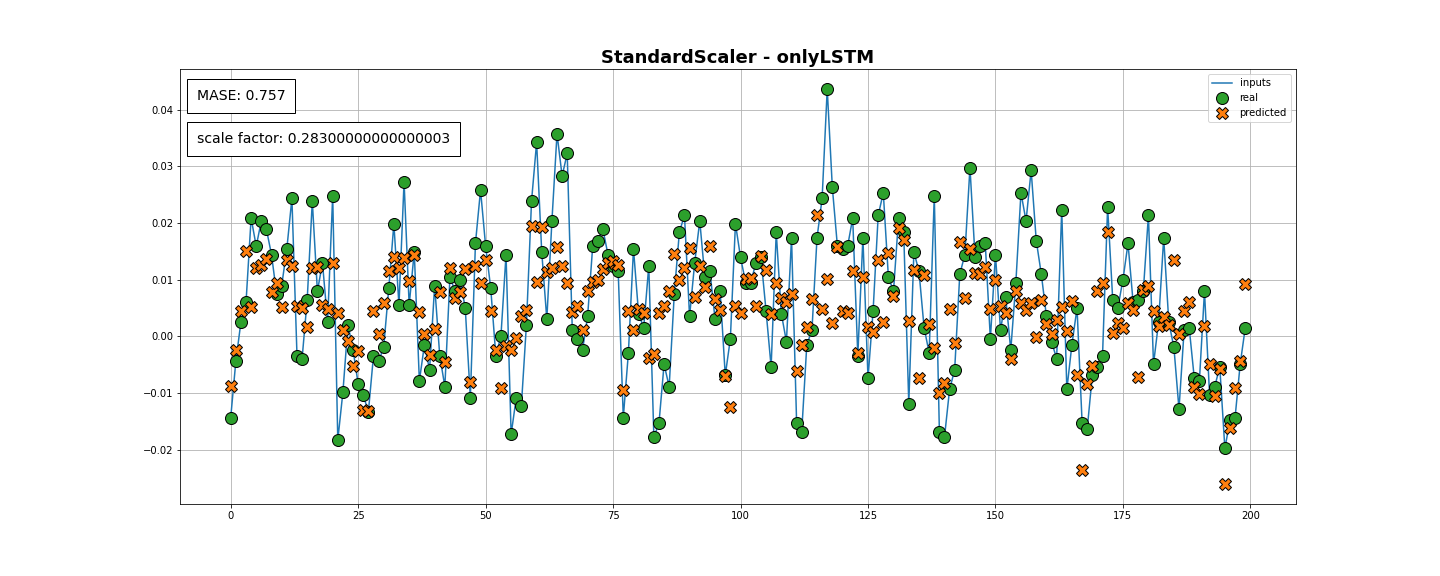 StandardScaler - onlyLSTM
MASE: 0.757
scale factor: 0.28300000000000003
inputs
real
predicted
0.04
0.03
0.02
0.01
0.00
−0.01
−0.02
0 25 50 75 100 125 150 175 200